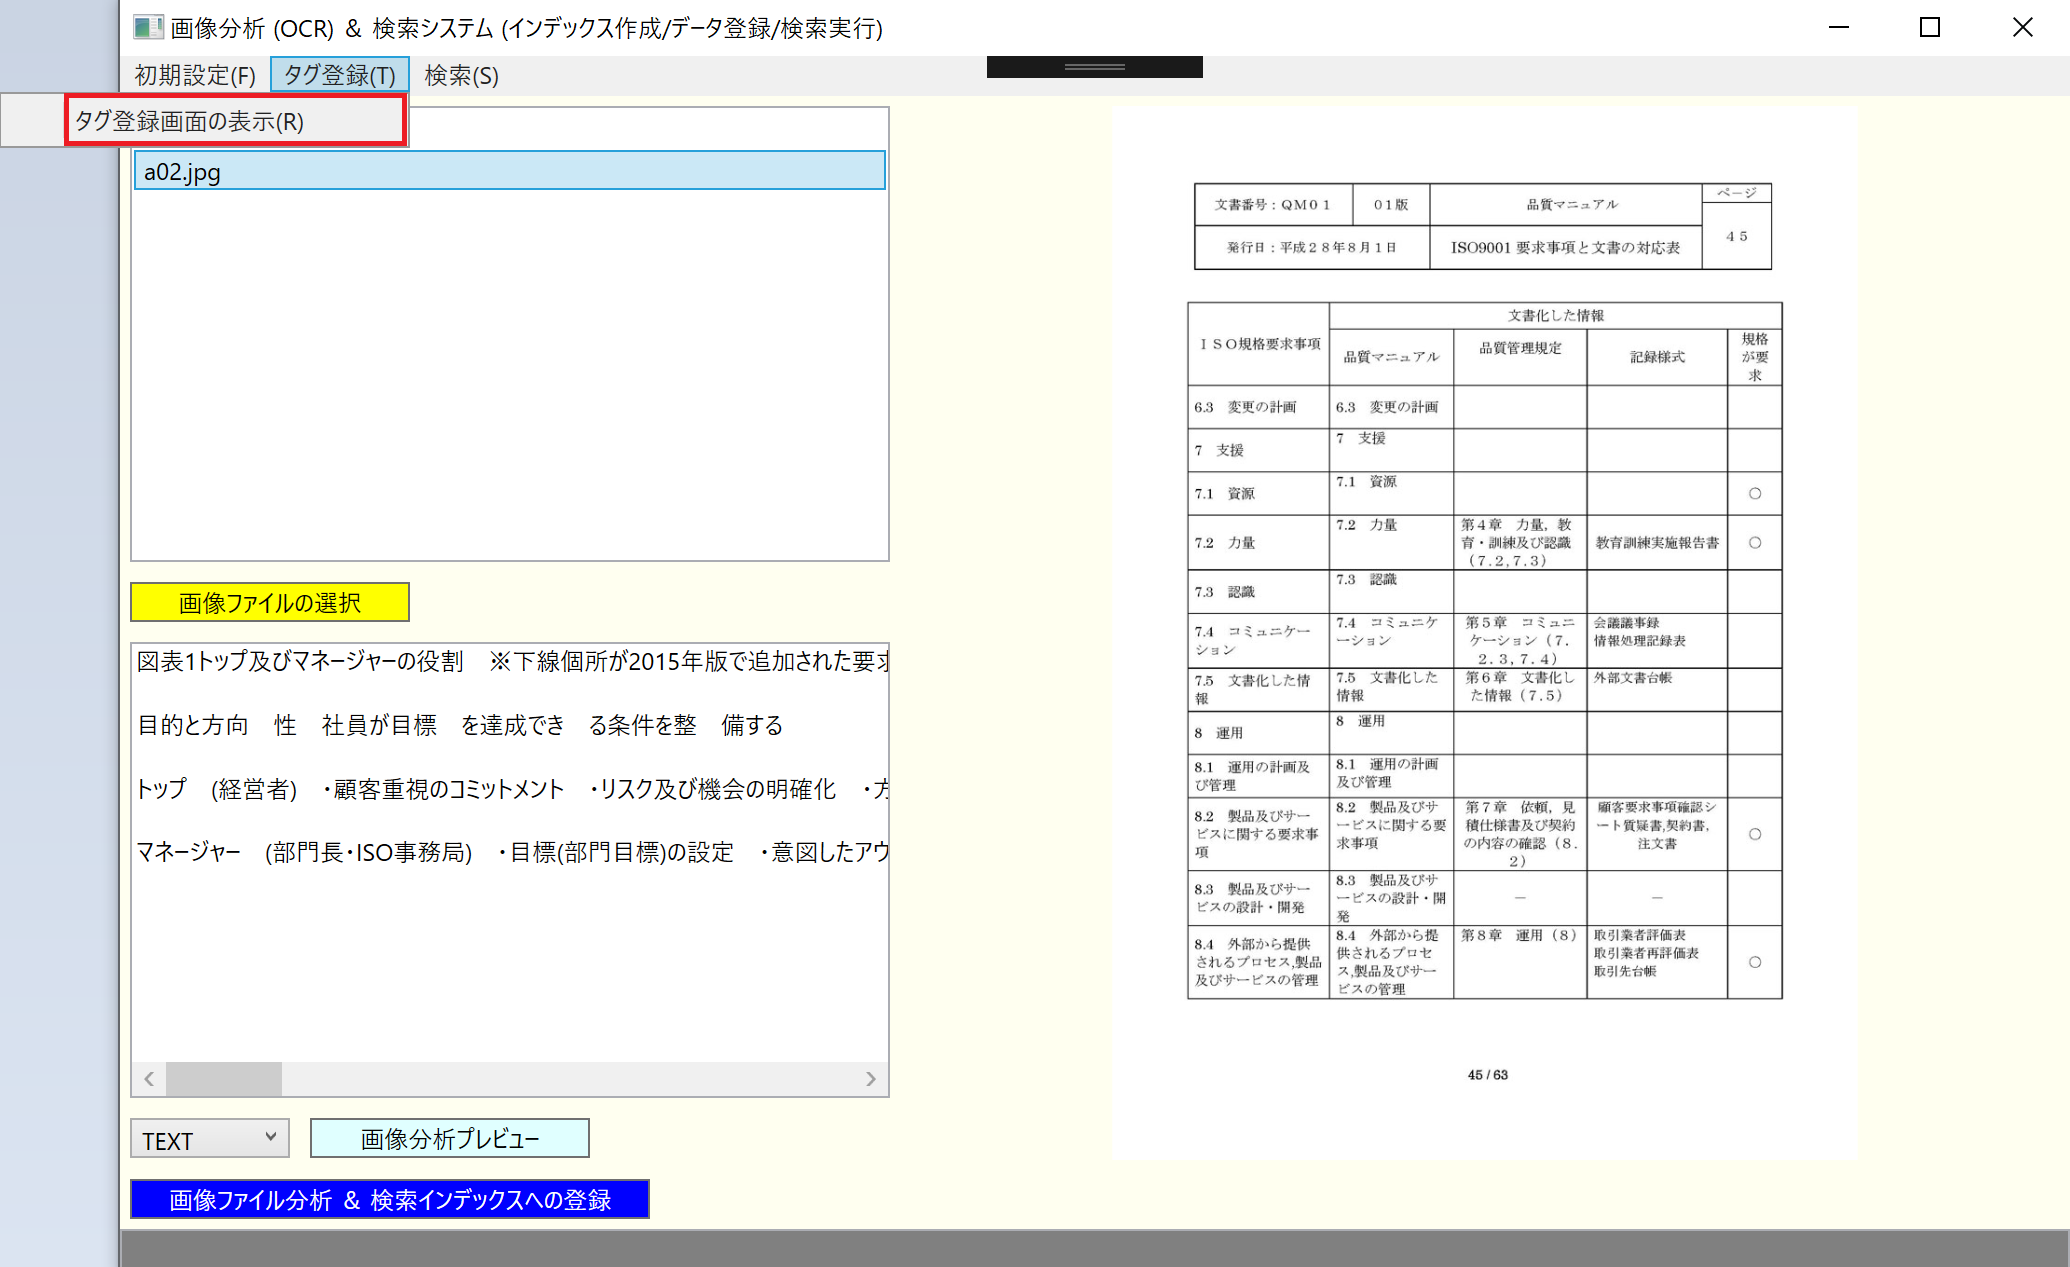 画像分析 (OCR) ＆ 検索システム (インデックス作成/データ登録/検索実行)
初期設定(F) タグ登録(T) 検索(S)
タグ登録画面の表示(R)
a02.jpg
画像ファイルの選択
図表1トップ及びマネージャーの役割　※下線個所が2015年版で追加された要求
目的と方向　性　社員が目標　を達成でき　る条件を整　備する
トップ　(経営者)　・顧客重視のコミットメント　・リスク及び機会の明確化　・方
マネージャー　(部門長・ISO事務局)　・目標(部門目標)の設定　・意図したアウ
TEXT
画像分析プレビュー
画像ファイル分析 ＆ 検索インデックスへの登録
文書番号：QM０１　０１版　品質マニュアル　ページ
発行日：平成２８年８月１日　ISO9001 要求事項と文書の対応表　４５
ＩＳＯ規格要求事項　文書化した情報
品質マニュアル　品質管理規定　記録様式　規格
が要
求
6.3　変更の計画　6.3　変更の計画
7　支援　7　支援
7.1　資源　7.1　資源　○
7.2　力量　7.2　力量　第４章　力量，教
育・訓練及び認識
（７.２,７.３）
教育訓練実施報告書　○
7.3　認識　7.3　認識
7.4　コミュニケー
ション
7.4　コミュニケ
ーション
第５章　コミュニ
ケーション（７.
２.３,７.４）
会議議事録
情報処理記録表
7.5　文書化した情
報
7.5　文書化した
情報
第６章　文書化し
た情報（７.５）
外部文書台帳
8　運用　8　運用
8.1　運用の計画及
び管理
8.1　運用の計画
及び管理
8.2　製品及びサー
ビスに関する要求事
項
8.2　製品及びサ
ービスに関する要
求事項
第７章　依頼，見
積仕様書及び契約
の内容の確認（８.
２）
顧客要求事項確認シ
ート質疑書,契約書,
注文書
○
8.3　製品及びサー
ビスの設計・開発
8.3　製品及びサ
ービスの設計・開
発
―　―
8.4　外部から提供
されるプロセス,製品
及びサービスの管理
8.4　外部から提
供されるプロセ
ス,製品及びサー
ビスの管理
第８章　運用（８）
取引業者評価表
取引業者再評価表
取引先台帳
○
45 / 63